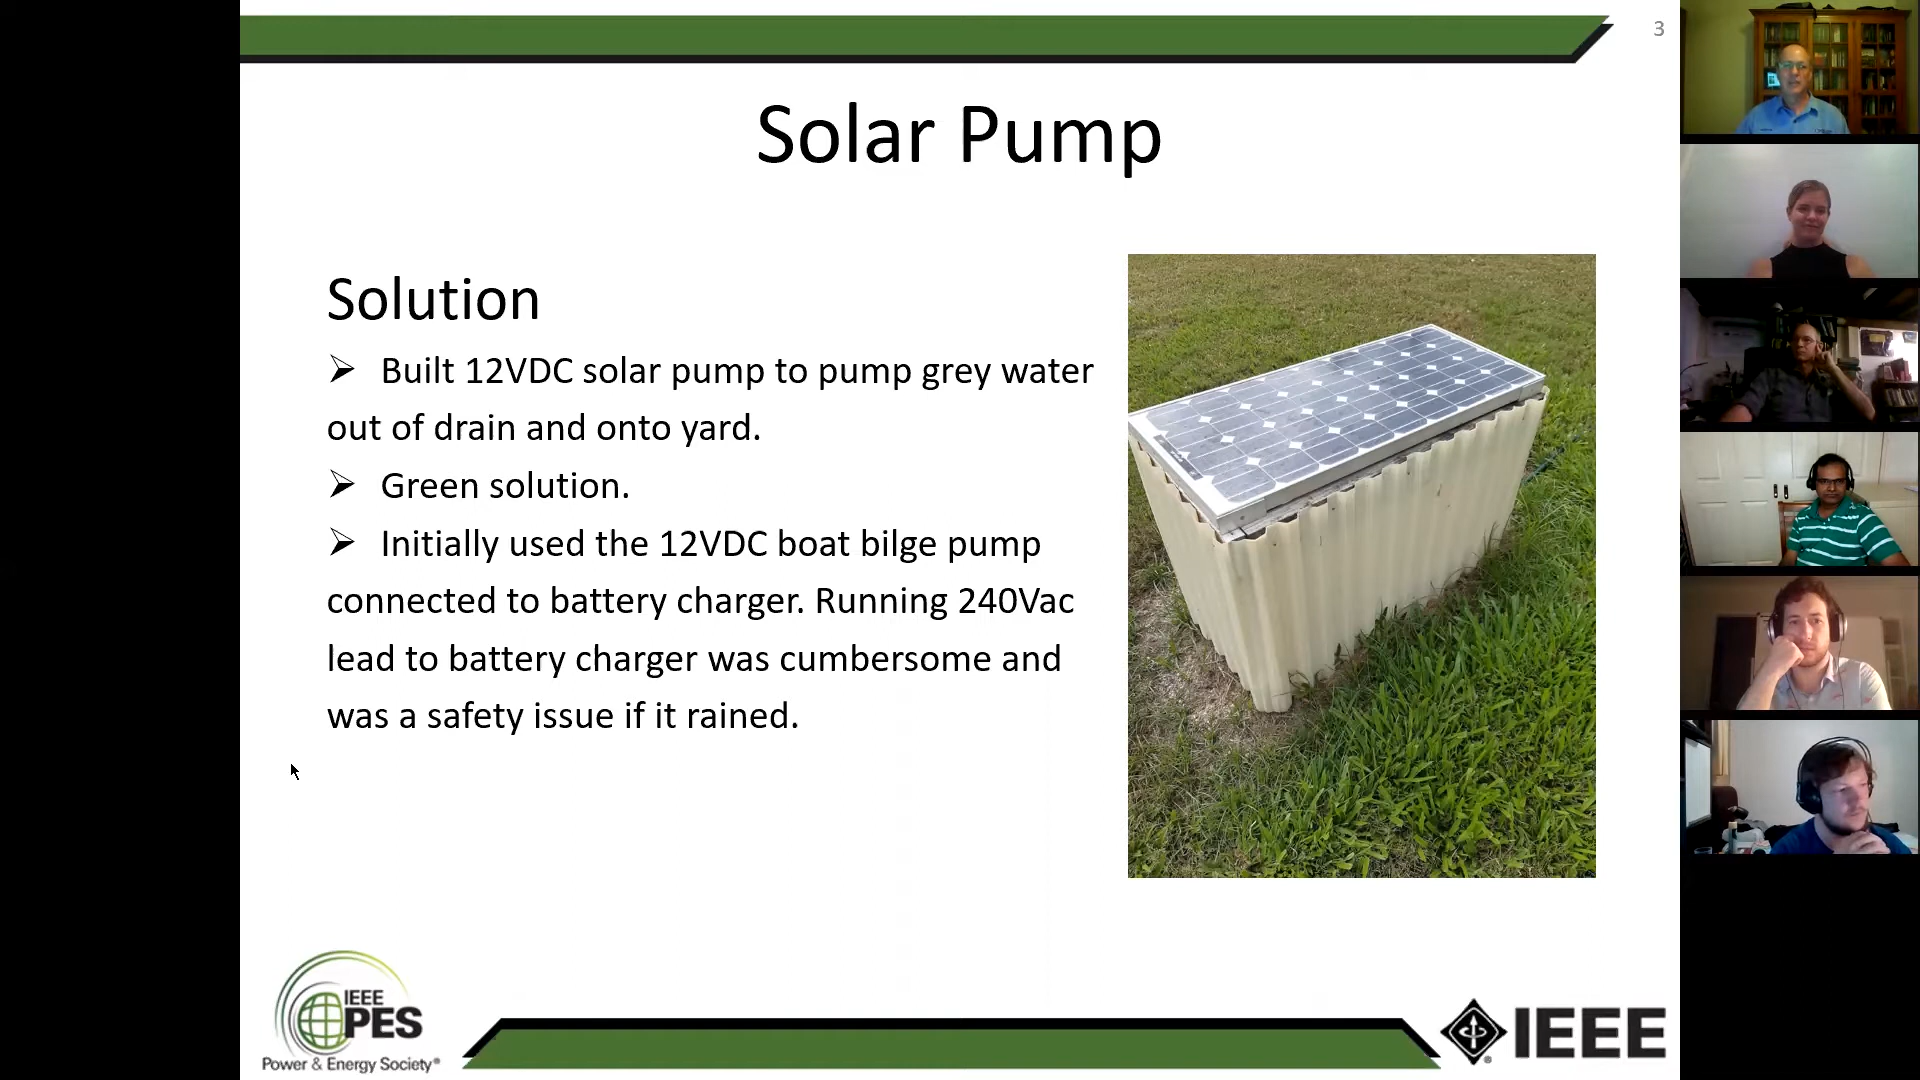 3
Solar Pump
Solution
➢ Built 12VDC solar pump to pump grey water
out of drain and onto yard.
➢ Green solution.
➢ Initially used the 12VDC boat bilge pump
connected to battery charger. Running 240Vac
lead to battery charger was cumbersome and
was a safety issue if it rained.
IEEE
PES
Power & Energy Society®
IEEE